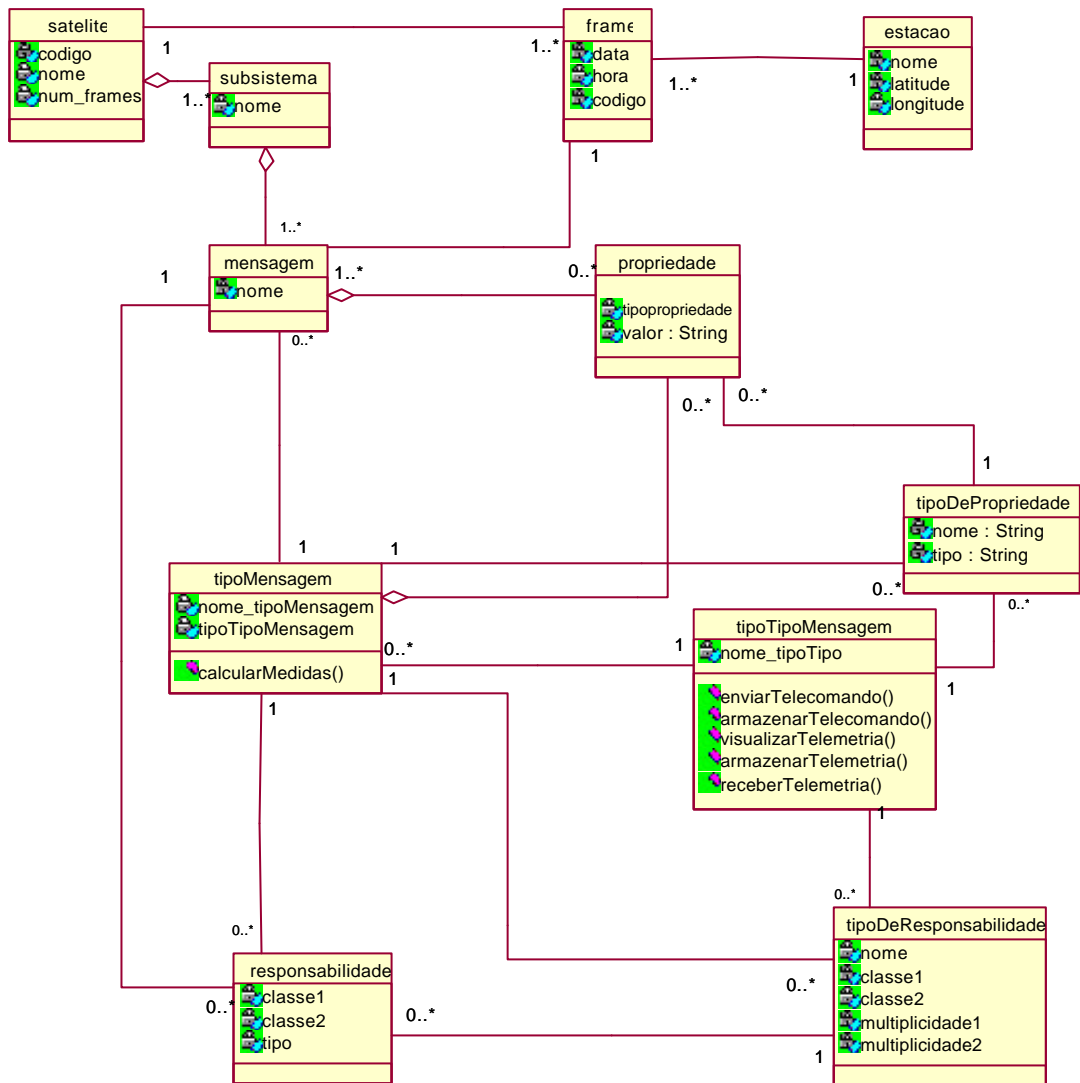 satelite
codigo
nome
num_frames
1
1..*
frame
data
hora
codigo
1..*
1
estacao
nome
latitude
longitude
1
subsistema
nome
1..*
1..*
mensagem
nome
1
1..*
0..*
0..*
propriedade
tipopropriedade
valor : String
0..*
0..*
1
tipoDePropriedade
nome : String
tipo : String
0..*
0..*
1
1
tipoMensagem
nome_tipoMensagem
tipoTipoMensagem
calcularMedidas()
0..*
1
1
1
tipoTipoMensagem
nome_tipoTipo
enviarTelecomando()
armazenarTelecomando()
visualizarTelemetria()
armazenarTelemetria()
receberTelemetria()
1
1
0..*
0..*
responsabilidade
classe1
classe2
tipo
0..*
0..*
0..*
1
tipoDeResponsabilidade
nome
classe1
classe2
multiplicidade1
multiplicidade2